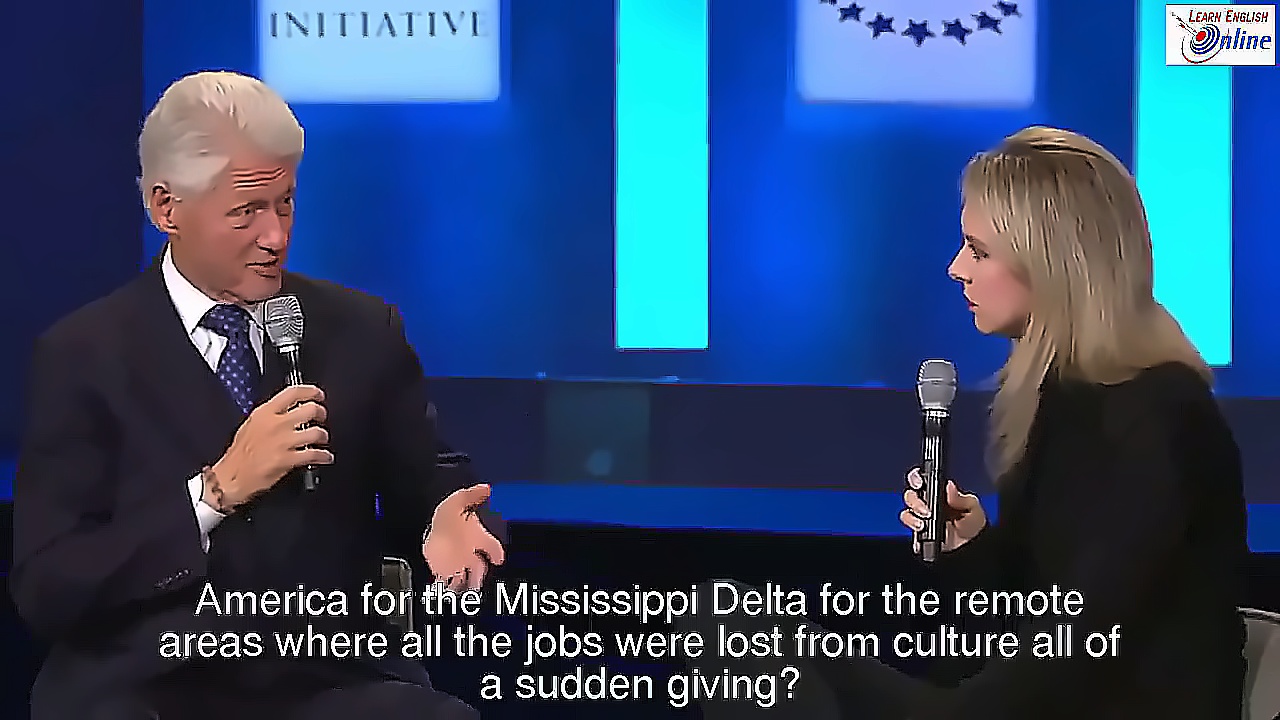 INITIATIVE
LEARN ENGLISH
Online
America for the Mississippi Delta for the remote
areas where all the jobs were lost from culture all of
a sudden giving?